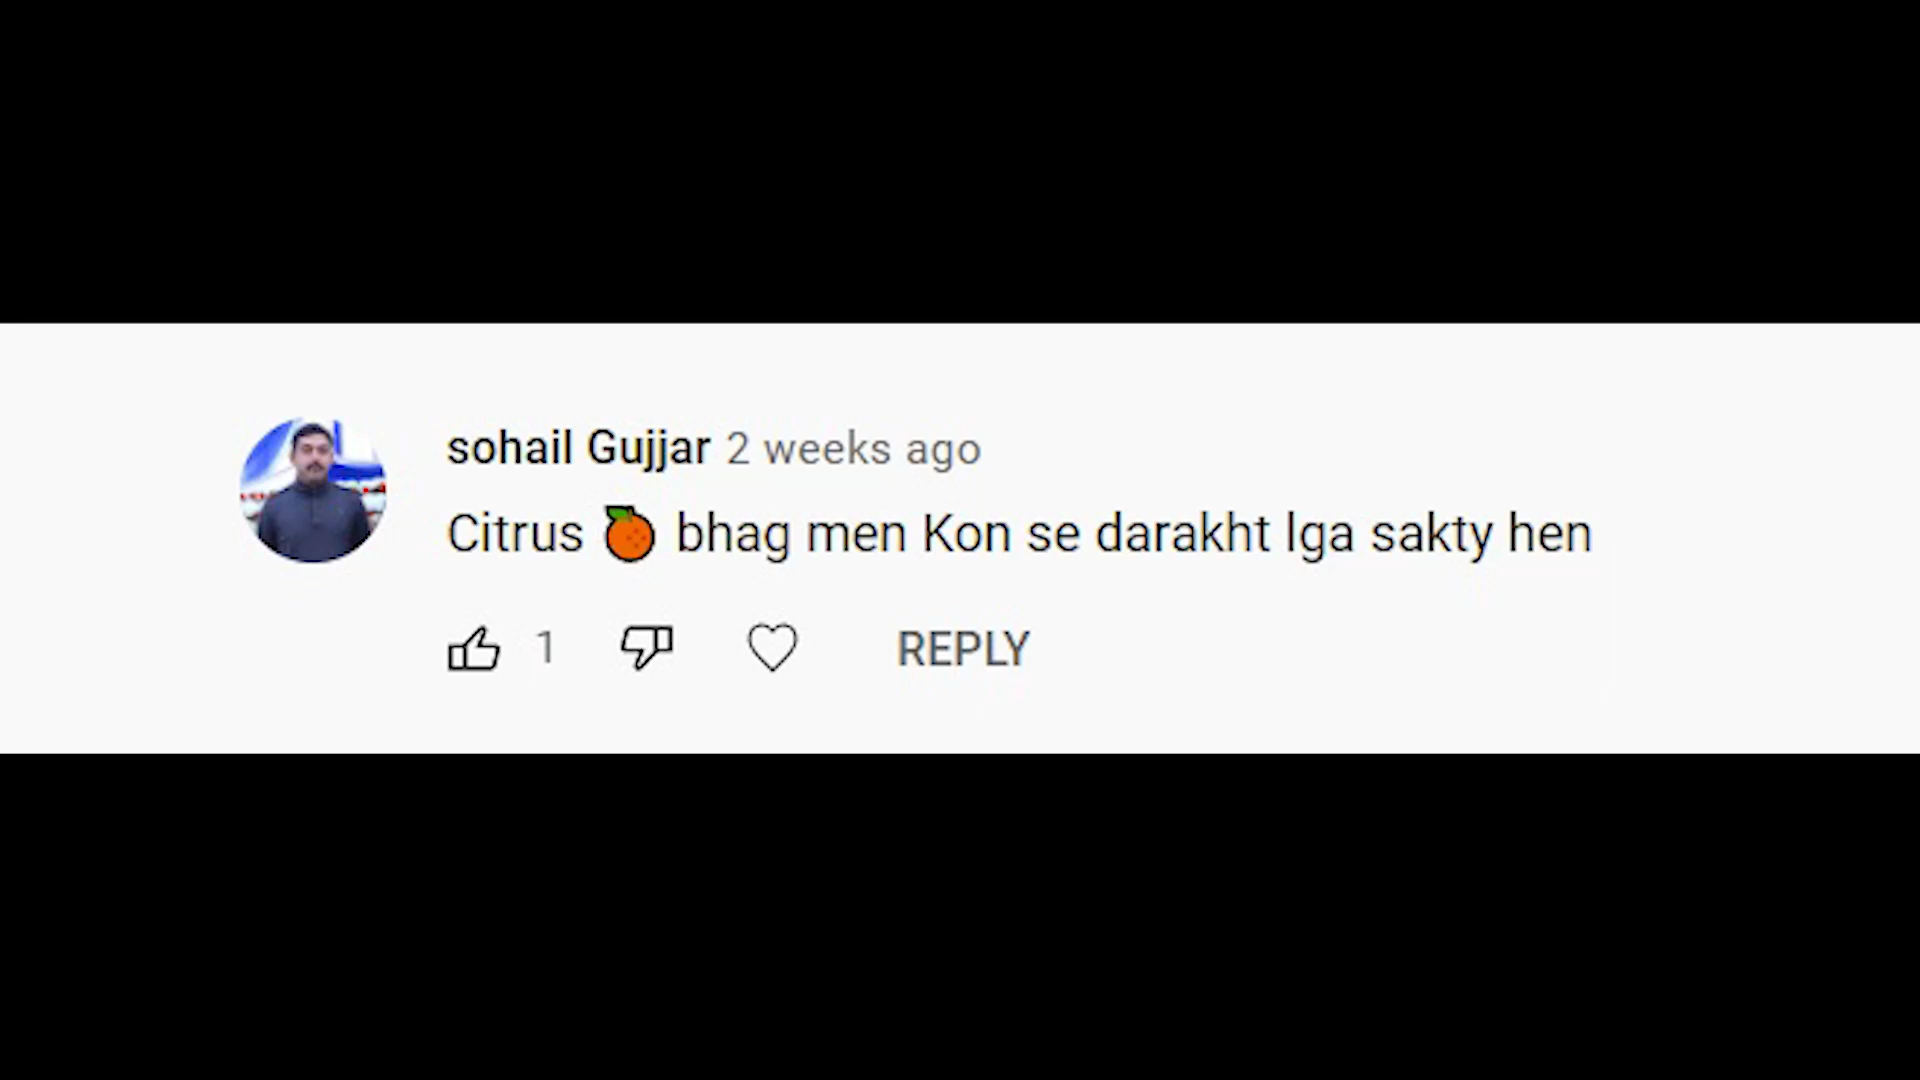 sohail Gujjar 2 weeks ago
Citrus 🍊 bhag men Kon se darakht lga sakty hen
1 REPLY